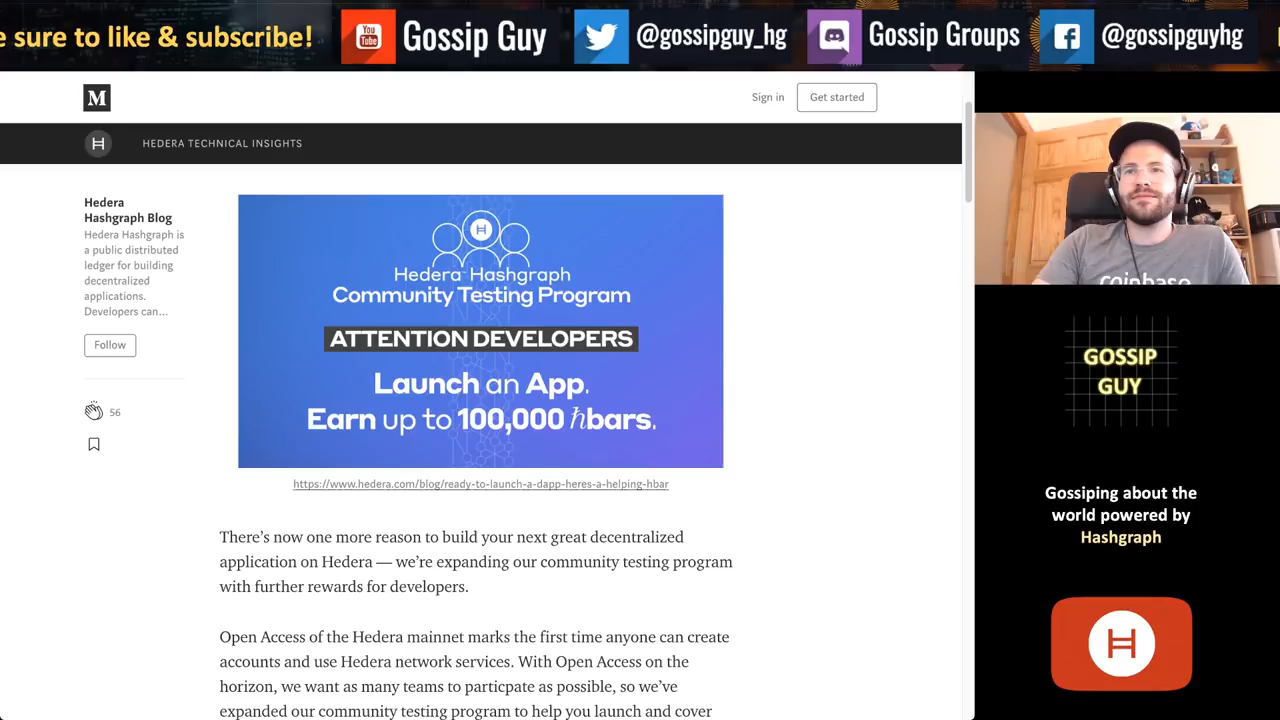 e sure to like & subscribe!
You
Tube
Gossip Guy
@gossipguy_hg
Gossip Groups
@gossipguyhg
M
Sign in
Get started
H
HEDERA TECHNICAL INSIGHTS
Hedera
Hashgraph Blog
Hedera Hashgraph is
a public distributed
ledger for building
decentralized
applications.
Developers can...
Follow
56
H
Hedera Hashgraph
Community Testing Program
ATTENTION DEVELOPERS
Launch an App.
Earn up to 100,000 ℏbars.
https://www.hedera.com/blog/ready-to-launch-a-dapp-heres-a-helping-hbar
There's now one more reason to build your next great decentralized
application on Hedera — we're expanding our community testing program
with further rewards for developers.
Open Access of the Hedera mainnet marks the first time anyone can create
accounts and use Hedera network services. With Open Access on the
horizon, we want as many teams to particpate as possible, so we've
expanded our community testing program to help you launch and cover
coinbase
GOSSIP
GUY
Gossiping about the
world powered by
Hashgraph
H